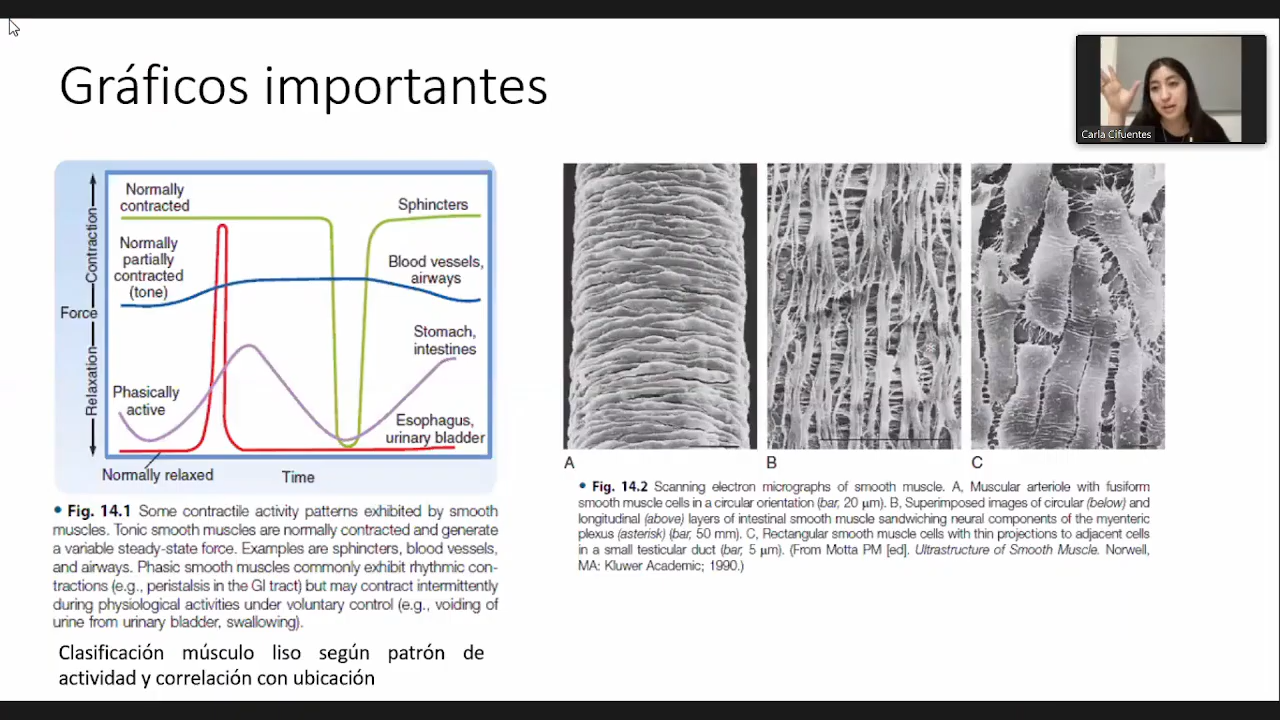 Gráficos importantes
Carla Cifuentes
Normally
contracted
Sphincters
Normally
partially
contracted
(tone)
Blood vessels,
airways
Stomach,
intestines
Phasically
active
Esophagus,
urinary bladder
Normally relaxed
Time
Relaxation
Force
Contraction
• Fig. 14.1 Some contractile activity patterns exhibited by smooth
muscles. Tonic smooth muscles are normally contracted and generate
a variable steady-state force. Examples are sphincters, blood vessels,
and airways. Phasic smooth muscles commonly exhibit rhythmic con-
tractions (e.g., peristalsis in the GI tract) but may contract intermittently
during physiological activities under voluntary control (e.g., voiding of
urine from urinary bladder, swallowing).
Clasificación músculo liso según patrón de
actividad y correlación con ubicación
A
B
C
• Fig. 14.2 Scanning electron micrographs of smooth muscle. A, Muscular arteriole with fusiform
smooth muscle cells in a circular orientation (bar, 20 µm). B, Superimposed images of circular (below) and
longitudinal (above) layers of intestinal smooth muscle sandwiching neural components of the myenteric
plexus (asterisk) (bar, 50 mm). C, Rectangular smooth muscle cells with thin projections to adjacent cells
in a small testicular duct (bar, 5 µm). (From Motta PM [ed]. Ultrastructure of Smooth Muscle. Norwell,
MA: Kluwer Academic; 1990.)